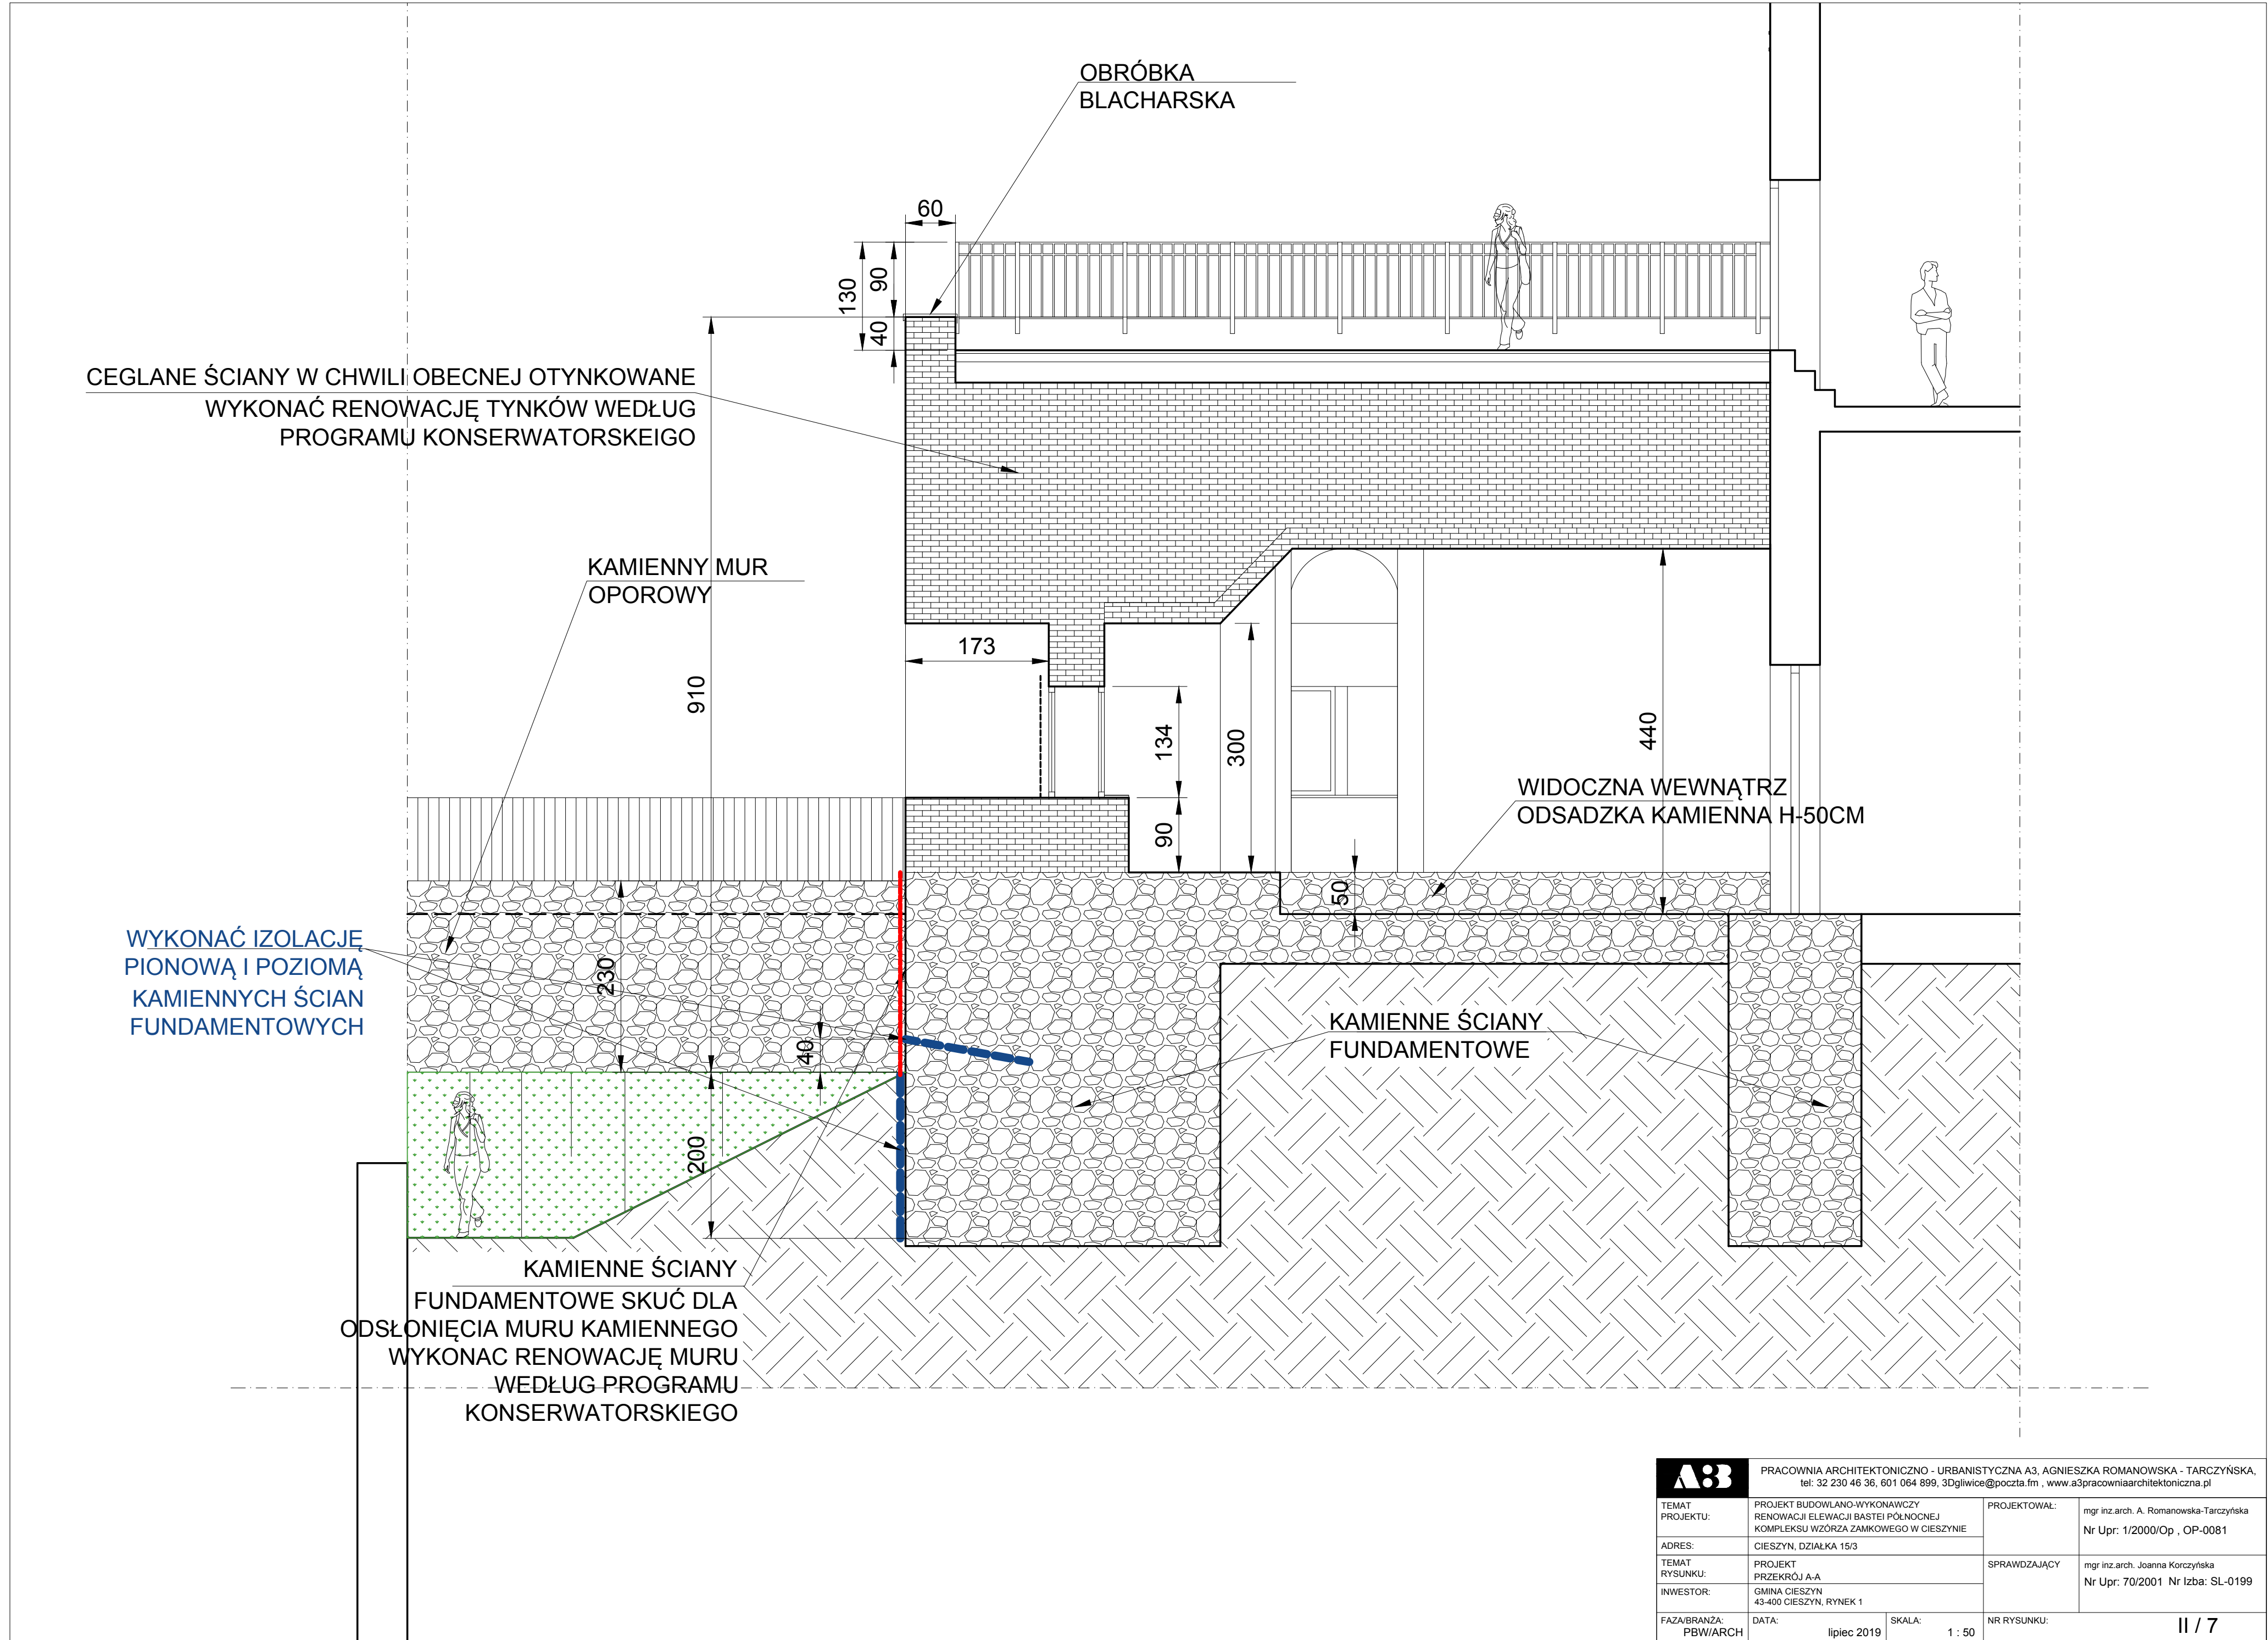 OBRÓBKA
BLACHARSKA
60
130
90
40
CEGLANE ŚCIANY W CHWILI OBECNEJ OTYNKOWANE
WYKONAĆ RENOWACJĘ TYNKÓW WEDŁUG
PROGRAMU KONSERWATORSKEIGO
KAMIENNY MUR
OPOROWY
910
173
134
300
440
90
WIDOCZNA WEWNĄTRZ
ODSADZKA KAMIENNA H-50CM
50
WYKONAĆ IZOLACJĘ
PIONOWĄ I POZIOMĄ
KAMIENNYCH ŚCIAN
FUNDAMENTOWYCH
230
40
KAMIENNE ŚCIANY
FUNDAMENTOWE
200
KAMIENNE ŚCIANY
FUNDAMENTOWE SKUĆ DLA
ODSŁONIĘCIA MURU KAMIENNEGO
WYKONAC RENOWACJĘ MURU
WEDŁUG PROGRAMU
KONSERWATORSKIEGO
A3
PRACOWNIA ARCHITEKTONICZNO - URBANISTYCZNA A3, AGNIESZKA ROMANOWSKA - TARCZYŃSKA,
tel: 32 230 46 36, 601 064 899, 3Dgliwice@poczta.fm , www.a3pracowniaarchitektoniczna.pl
TEMAT
PROJEKTU:
PROJEKT BUDOWLANO-WYKONAWCZY
RENOWACJI ELEWACJI BASTEI PÓŁNOCNEJ
KOMPLEKSU WZÓRZA ZAMKOWEGO W CIESZYNIE
PROJEKTOWAŁ:
mgr inz.arch. A. Romanowska-Tarczyńska
Nr Upr: 1/2000/Op , OP-0081
ADRES:
CIESZYN, DZIAŁKA 15/3
TEMAT
RYSUNKU:
PROJEKT
PRZEKRÓJ A-A
SPRAWDZAJĄCY
mgr inz.arch. Joanna Korczyńska
Nr Upr: 70/2001 Nr Izba: SL-0199
INWESTOR:
GMINA CIESZYN
43-400 CIESZYN, RYNEK 1
FAZA/BRANŻA:
PBW/ARCH
DATA:
lipiec 2019
SKALA:
1 : 50
NR RYSUNKU:
II / 7